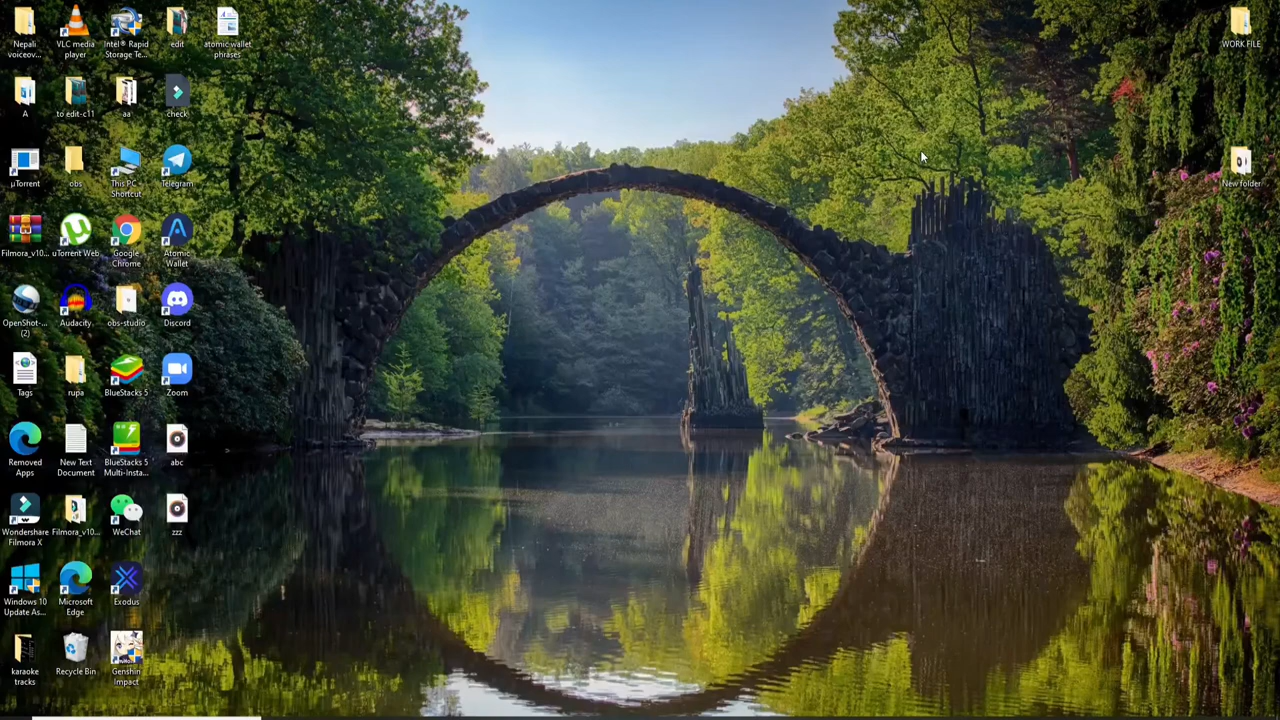 Nepali
voiceov...
VLC media
player
Intel® Rapid
Storage Te...
edit
atomic wallet
phrases
WORK FILE
A
to edit-c11
aa
check
µTorrent
obs
This PC -
Shortcut
Telegram
New folder
Filmora_v10...
uTorrent Web
Google
Chrome
Atomic
Wallet
OpenShot-...
(2)
Audacity
obs-studio
Discord
Tags
rupa
BlueStacks 5
Zoom
Removed
Apps
New Text
Document
BlueStacks 5
Multi-Insta...
abc
Wondershare
Filmora X
Filmora_v10...
WeChat
zzz
Windows 10
Update As...
Microsoft
Edge
Exodus
karaoke
tracks
Recycle Bin
Genshin
Impact